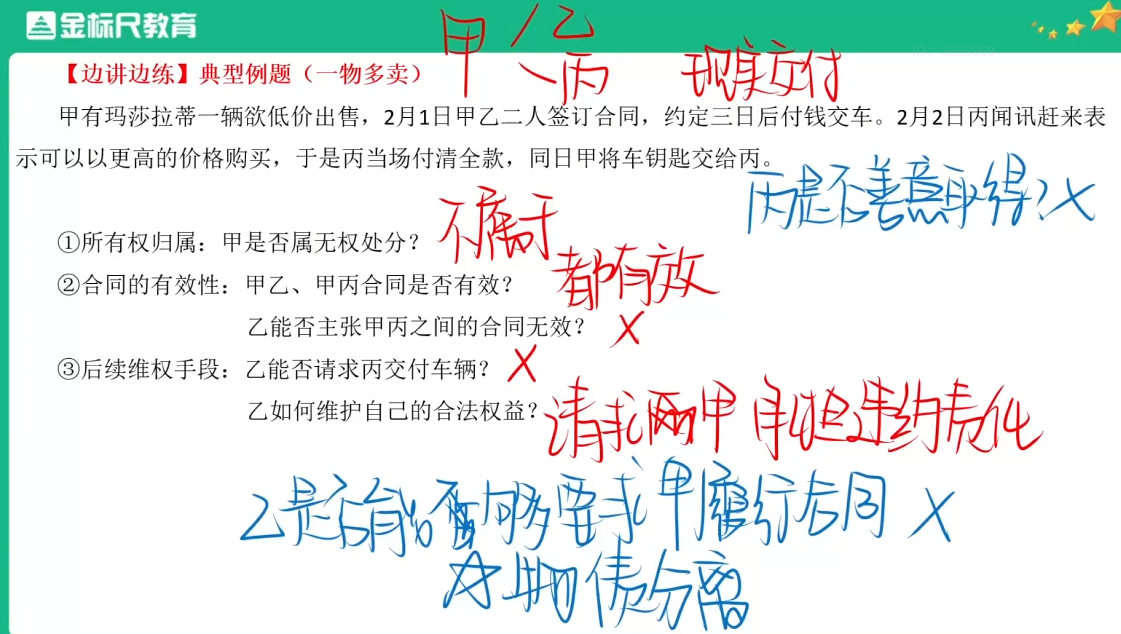 金标尺教育
甲 / 乙
\ 丙
现实交付
【边讲边练】典型例题（一物多卖）
甲有玛莎拉蒂一辆欲低价出售，2月1日甲乙二人签订合同，约定三日后付钱交车。2月2日丙闻讯赶来表
示可以以更高的价格购买，于是丙当场付清全款，同日甲将车钥匙交给丙。
丙是否善意取得？×
①所有权归属：甲是否属无权处分？ 不属于
②合同的有效性：甲乙、甲丙合同是否有效？ 都有效
乙能否主张甲丙之间的合同无效？ ×
③后续维权手段：乙能否请求丙交付车辆？ ×
乙如何维护自己的合法权益？ 请求 甲 承担违约责任
乙是否能 够要求甲履行合同 ×
☆ 物债分离